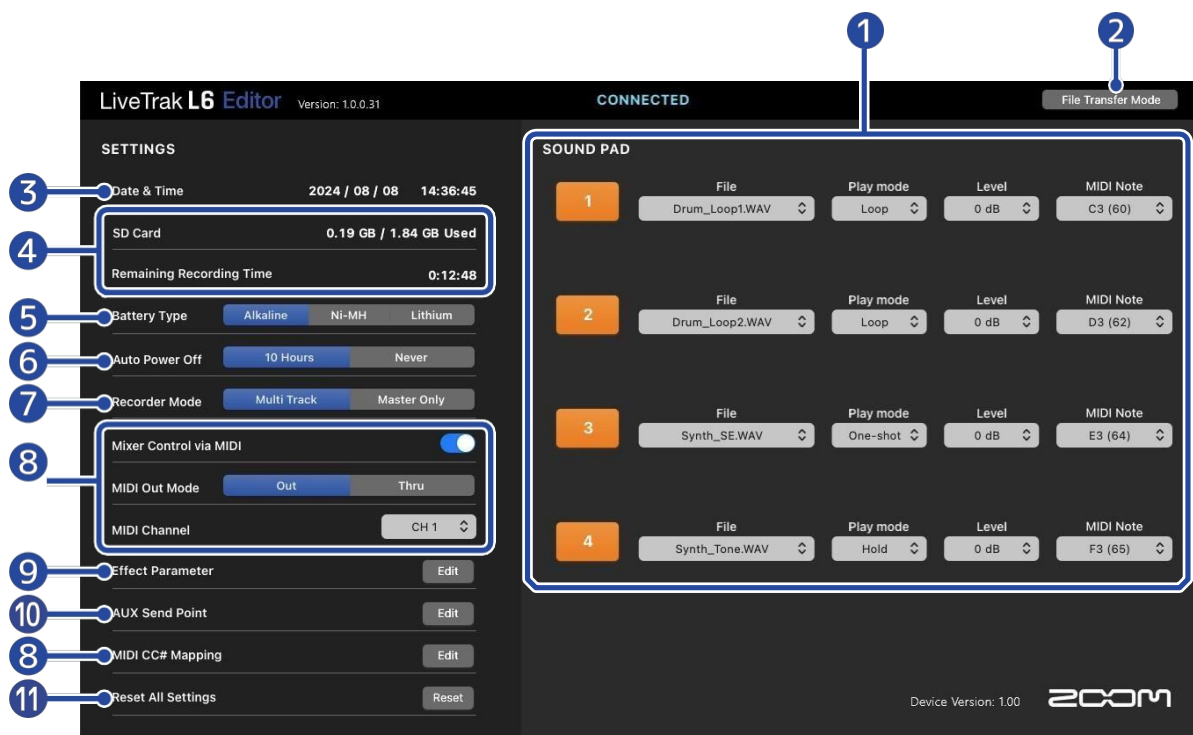 1
2
LiveTrak L6 Editor Version: 1.0.0.31
CONNECTED
File Transfer Mode
SETTINGS
3
Date & Time 2024 / 08 / 08 14:36:45
4
SD Card 0.19 GB / 1.84 GB Used
Remaining Recording Time 0:12:48
5
Battery Type Alkaline Ni-MH Lithium
6
Auto Power Off 10 Hours Never
7
Recorder Mode Multi Track Master Only
8
Mixer Control via MIDI
MIDI Out Mode Out Thru
MIDI Channel CH 1
9
Effect Parameter Edit
10
AUX Send Point Edit
8
MIDI CC# Mapping Edit
11
Reset All Settings Reset
SOUND PAD
File Play mode Level MIDI Note
1 Drum_Loop1.WAV Loop 0 dB C3 (60)
File Play mode Level MIDI Note
2 Drum_Loop2.WAV Loop 0 dB D3 (62)
File Play mode Level MIDI Note
3 Synth_SE.WAV One-shot 0 dB E3 (64)
File Play mode Level MIDI Note
4 Synth_Tone.WAV Hold 0 dB F3 (65)
Device Version: 1.00
ZOOM